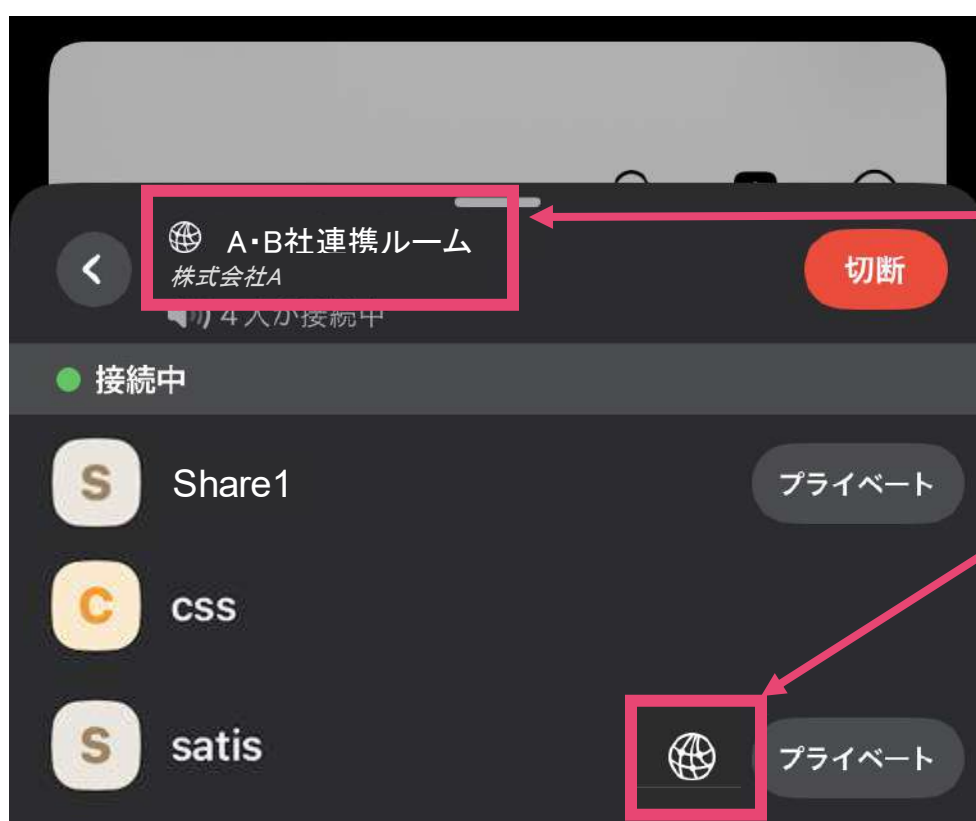 A・B社連携ルーム
株式会社A
切断
4人が接続中
接続中
S
Share1
プライベート
C
css
S
satis
プライベート